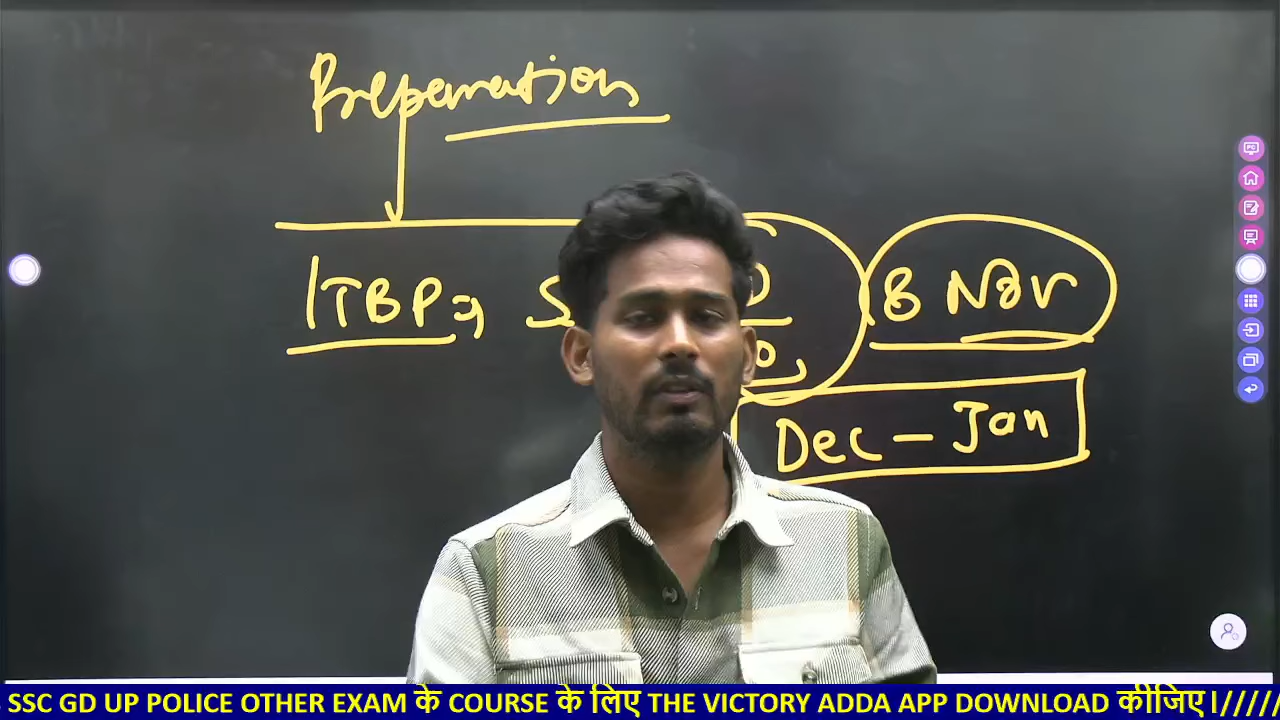 Preperation
ITBP =,
8 Nov
Dec - Jan
SSC GD UP POLICE OTHER EXAM के COURSE के लिए THE VICTORY ADDA APP DOWNLOAD कीजिए।/////